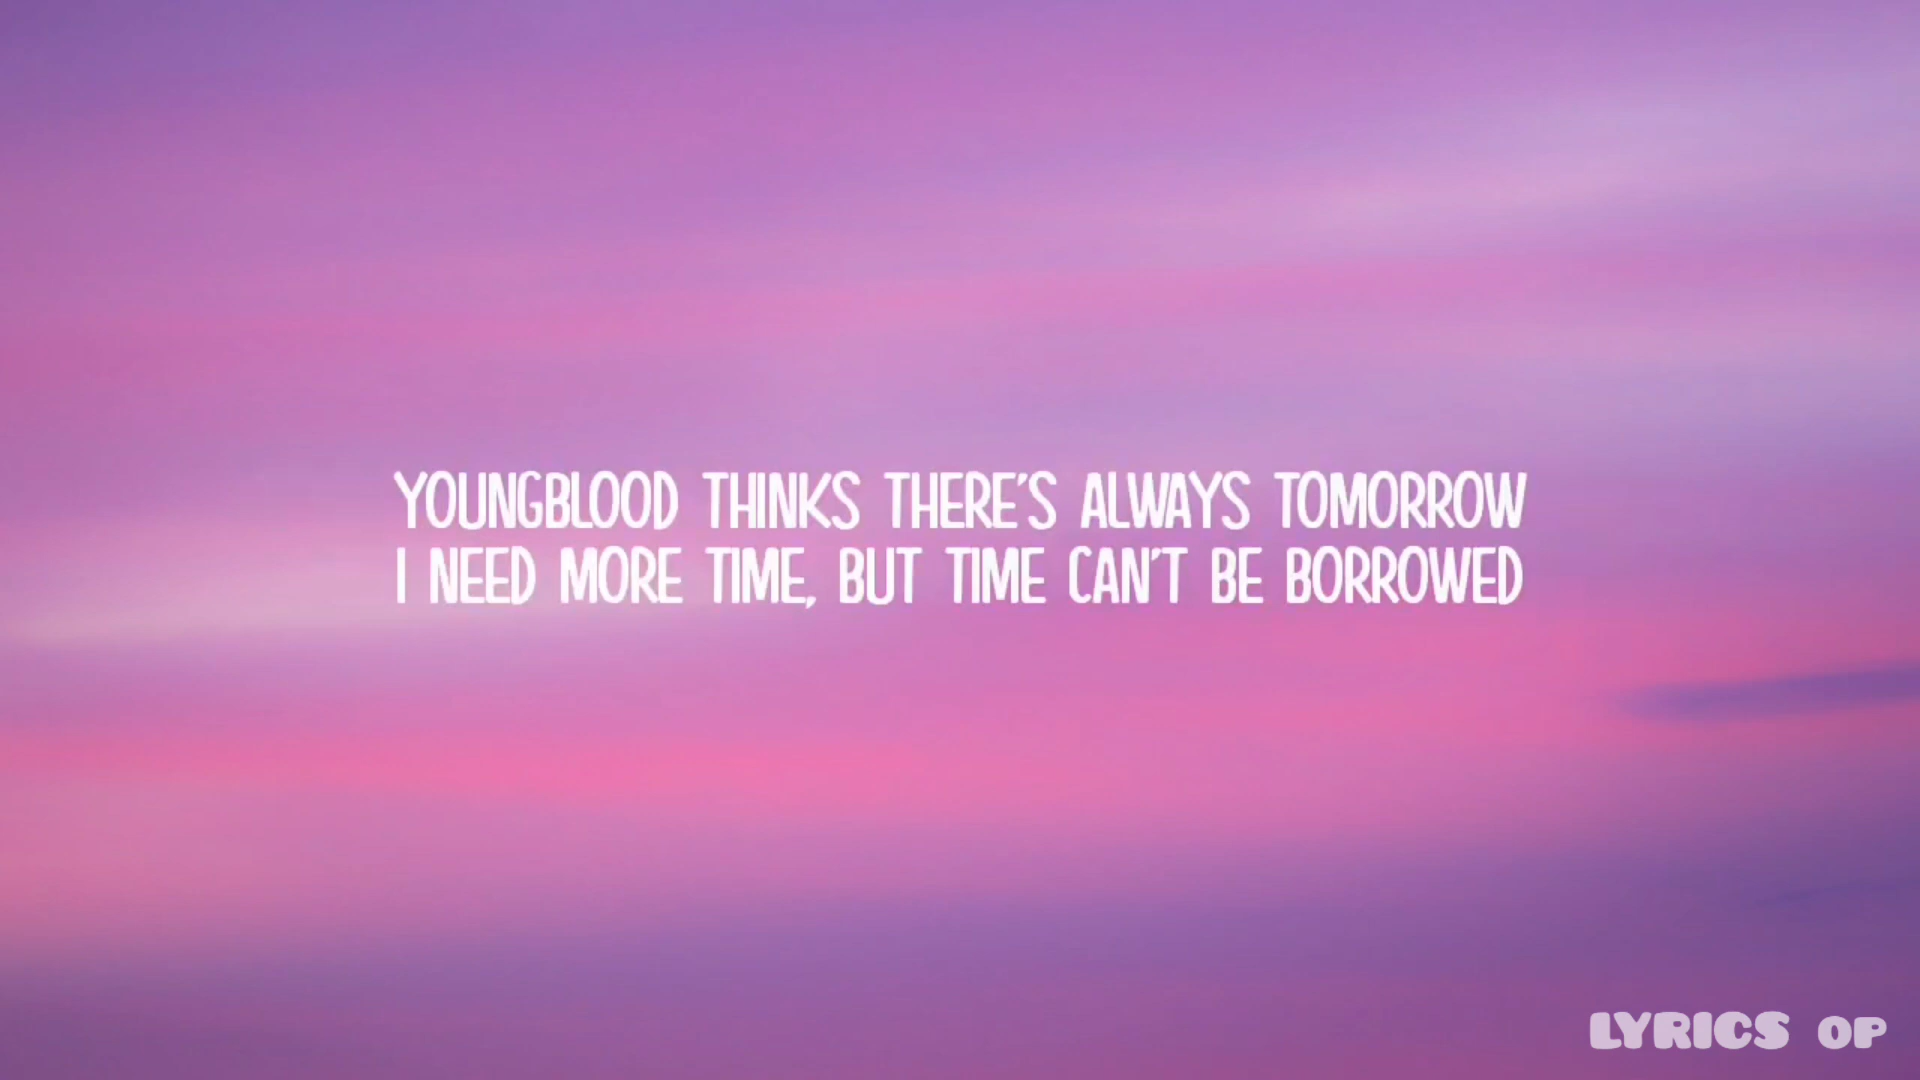 YOUNGBLOOD THINKS THERE'S ALWAYS TOMORROW
I NEED MORE TIME, BUT TIME CAN'T BE BORROWED
LYRICS OP